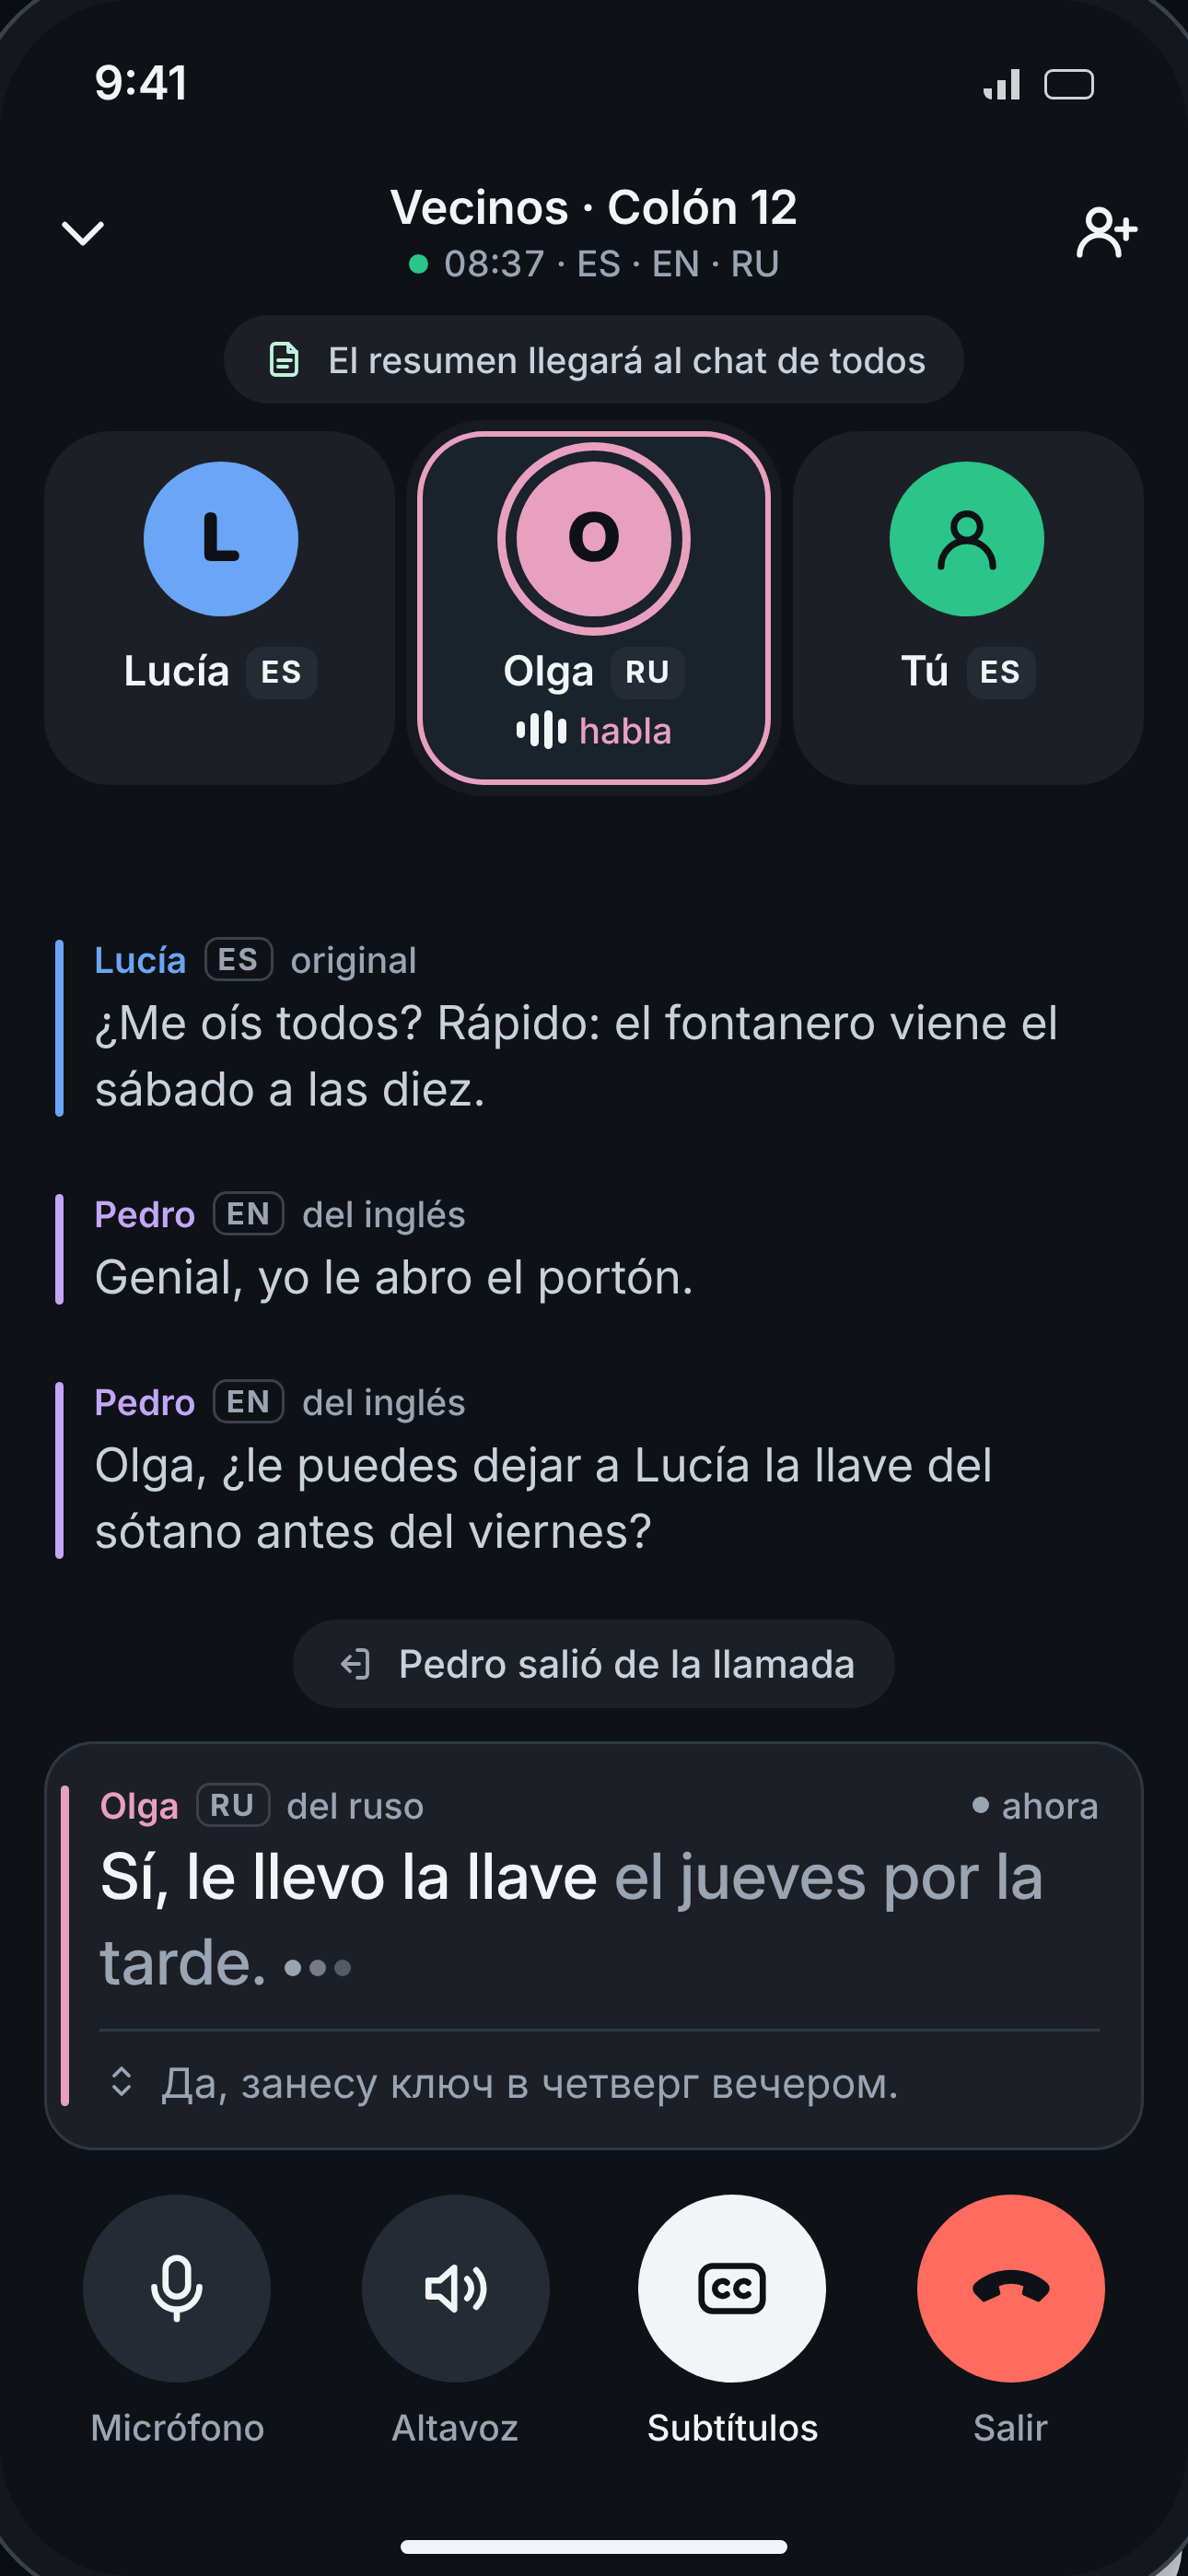 9:41
Vecinos · Colón 12
08:37 · ES · EN · RU
El resumen llegará al chat de todos
L
O
Lucía ES
Olga RU
Tú ES
habla
Lucía ES original
¿Me oís todos? Rápido: el fontanero viene el
sábado a las diez.
Pedro EN del inglés
Genial, yo le abro el portón.
Pedro EN del inglés
Olga, ¿le puedes dejar a Lucía la llave del
sótano antes del viernes?
Pedro salió de la llamada
Olga RU del ruso
ahora
Sí, le llevo la llave el jueves por la
tarde.
Да, занесу ключ в четверг вечером.
CC
Micrófono
Altavoz
Subtítulos
Salir